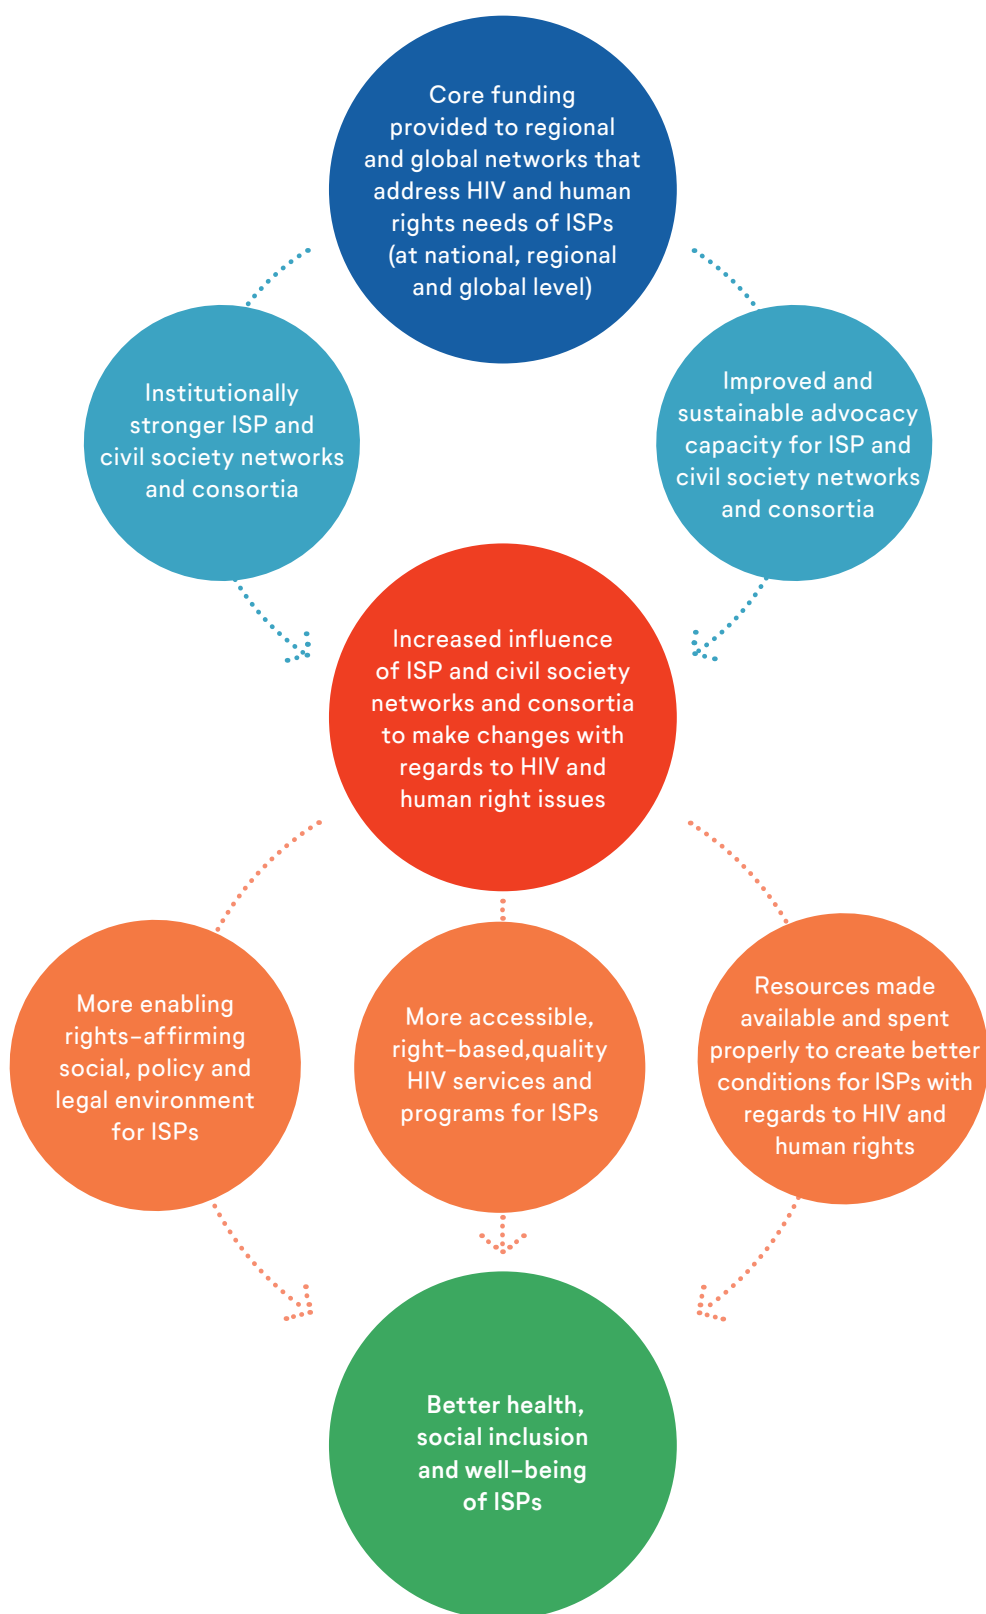 Core funding
provided to regional
and global networks that
address HIV and human
rights needs of ISPs
(at national, regional
and global level)
Institutionally
stronger ISP and
civil society networks
and consortia
Improved and
sustainable advocacy
capacity for ISP and
civil society networks
and consortia
Increased influence
of ISP and civil society
networks and consortia
to make changes with
regards to HIV and
human right issues
More enabling
rights-affirming
social, policy and
legal environment
for ISPs
More accessible,
right-based,quality
HIV services and
programs for ISPs
Resources made
available and spent
properly to create better
conditions for ISPs with
regards to HIV and
human rights
Better health,
social inclusion
and well-being
of ISPs